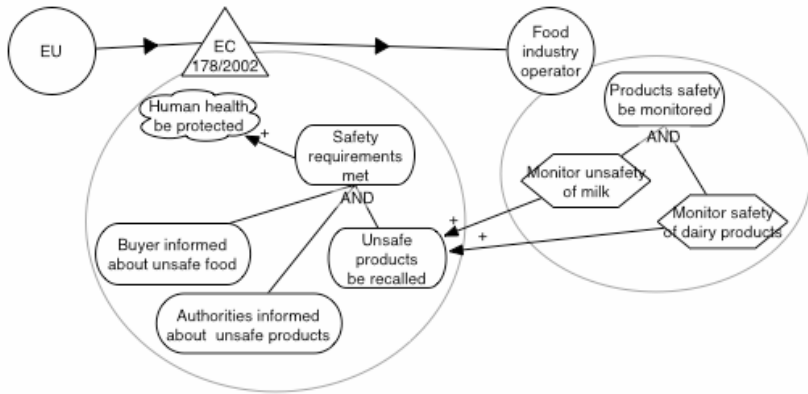 EU
EC
178/2002
Food
industry
operator
Human health
be protected
+
Safety
requirements
met
AND
Buyer informed
about unsafe food
Authorities informed
about unsafe products
Unsafe
products
be recalled
+
+
Products safety
be monitored
AND
Monitor unsafety
of milk
Monitor safety
of dairy products